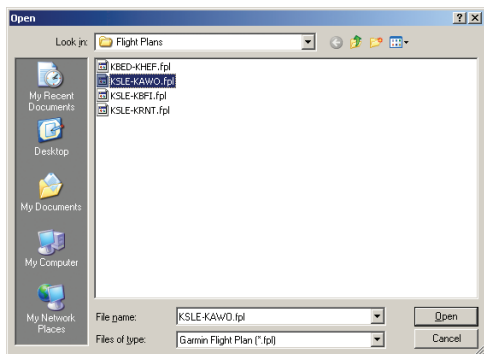 Open
Look in: Flight Plans
KBED-KHEF.fpl
KSLE-KAWO.fpl
KSLE-KBFI.fpl
KSLE-KRNT.fpl
My Recent
Documents
Desktop
My Documents
My Computer
My Network
Places
File name: KSLE-KAWO.fpl Open
Files of type: Garmin Flight Plan (*.fpl) Cancel